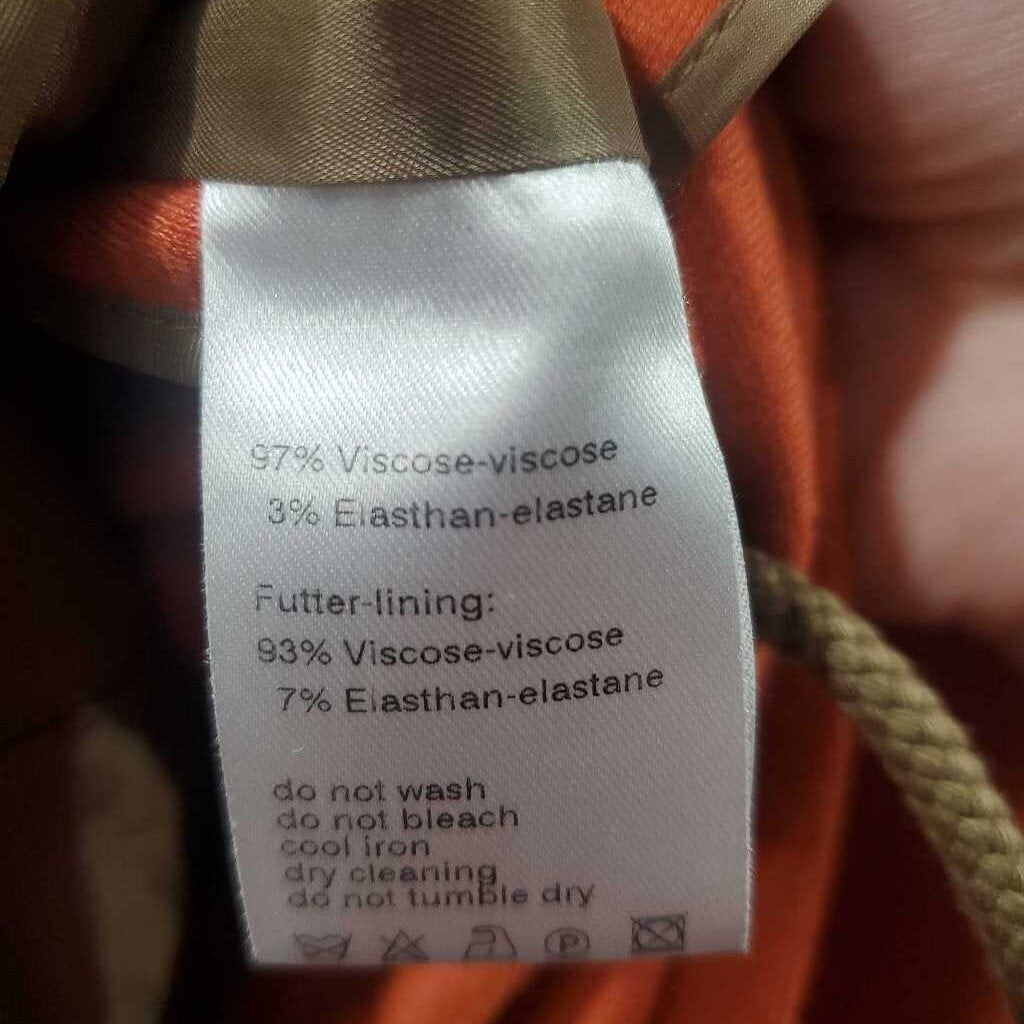 97% Viscose-viscose
3% Elasthan-elastane
Futter-lining:
93% Viscose-viscose
7% Elasthan-elastane
do not wash
do not bleach
cool iron
dry cleaning
do not tumble dry
P